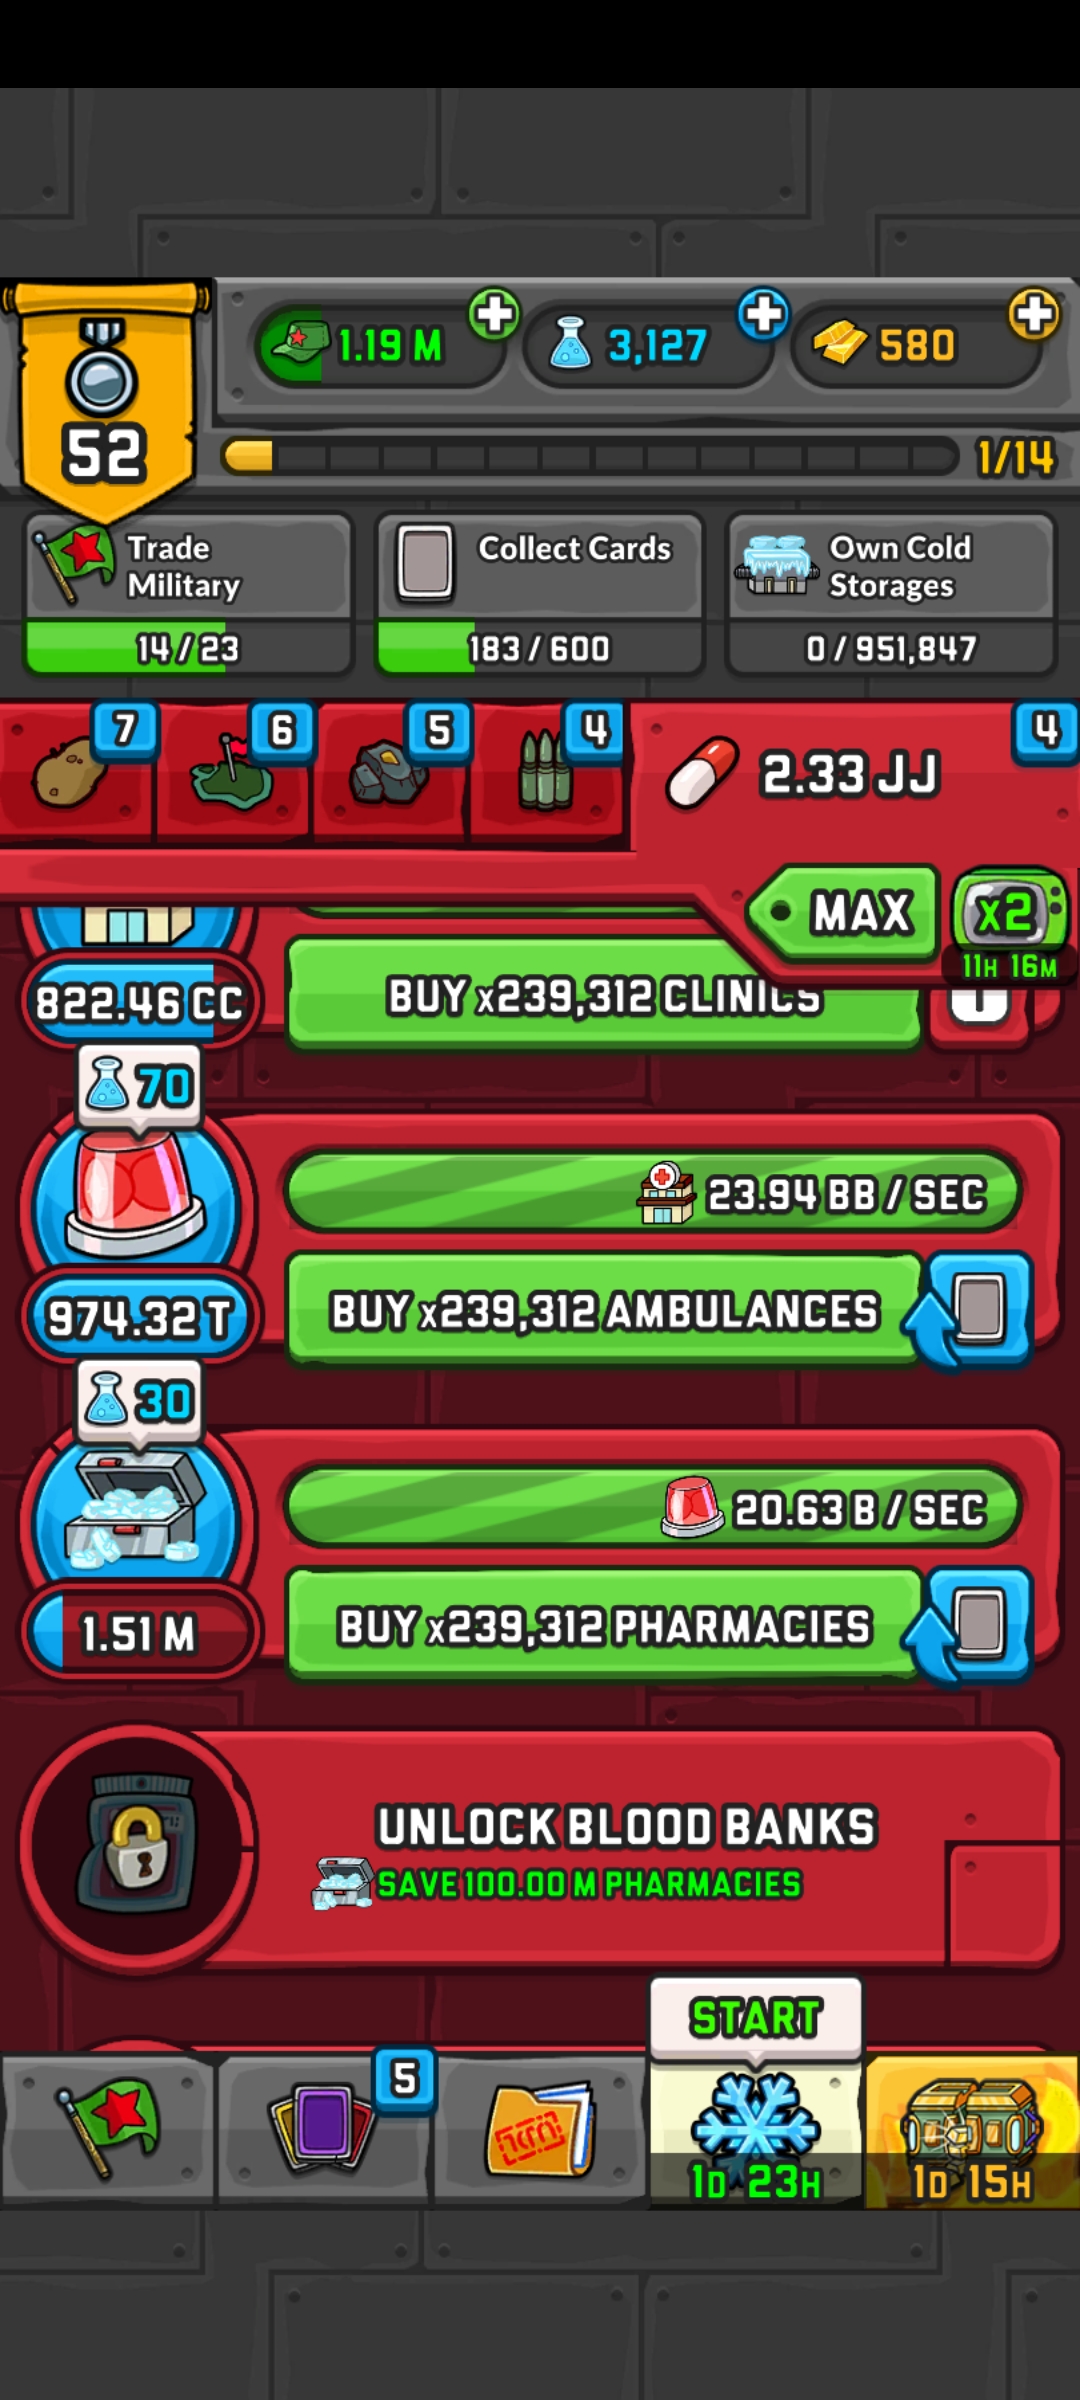 1.19 M
3,127
580
52
1/14
Trade
Military
14/23
Collect Cards
183/600
Own Cold
Storages
0/951,847
7
6
5
4
2.33 JJ
4
MAX
x2
11H 16M
822.46 CC
BUY x239,312 CLINICS
70
23.94 BB / SEC
974.32 T
BUY x239,312 AMBULANCES
30
20.63 B / SEC
1.51 M
BUY x239,312 PHARMACIES
UNLOCK BLOOD BANKS
SAVE 100.00 M PHARMACIES
START
5
1D 23H
1D 15H